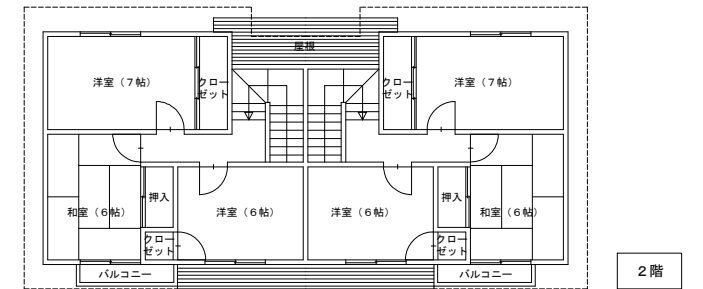 屋根
洋室（７帖）
クロー
ゼット
クロー
ゼット
洋室（７帖）
和室（６帖）
押入
洋室（６帖）
洋室（６帖）
押入
和室（６帖）
クロー
ゼット
クロー
ゼット
バルコニー
バルコニー
２階